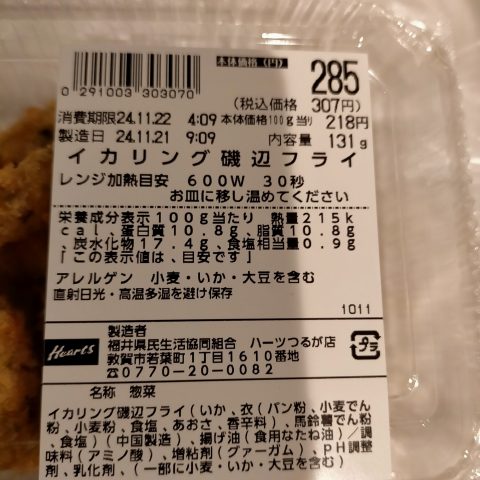 本体価格(円)
285
0 291003 303070
(税込価格 307円)
消費期限24.11.22 4:09 本体価格100g当り 218円
製造日 24.11.21 9:09 内容量 131g
イカリング磯辺フライ
レンジ加熱目安 600W 30秒
お皿に移し温めてください
栄養成分表示100g当たり 熱量215k
cal、蛋白質10.8g、脂質10.8g
、炭水化物17.4g、食塩相当量0.9g
「この表示値は、目安です」
アレルゲン 小麦・いか・大豆を含む
直射日光・高温多湿を避け保存
1011
製造者
Hearts
福井県民生活協同組合 ハーツつるが店
敦賀市若葉町1丁目1610番地
☎0770-20-0082
プラ
名称 惣菜
イカリング磯辺フライ(いか、衣(パン粉、小麦でん
粉、小麦粉、食塩、あおさ、香辛料)、馬鈴薯でん粉
、食塩)(中国製造)、揚げ油(食用なたね油)/調
味料(アミノ酸)、増粘剤(グァーガム)、pH調整
剤、乳化剤、(一部に小麦・いか・大豆を含む)